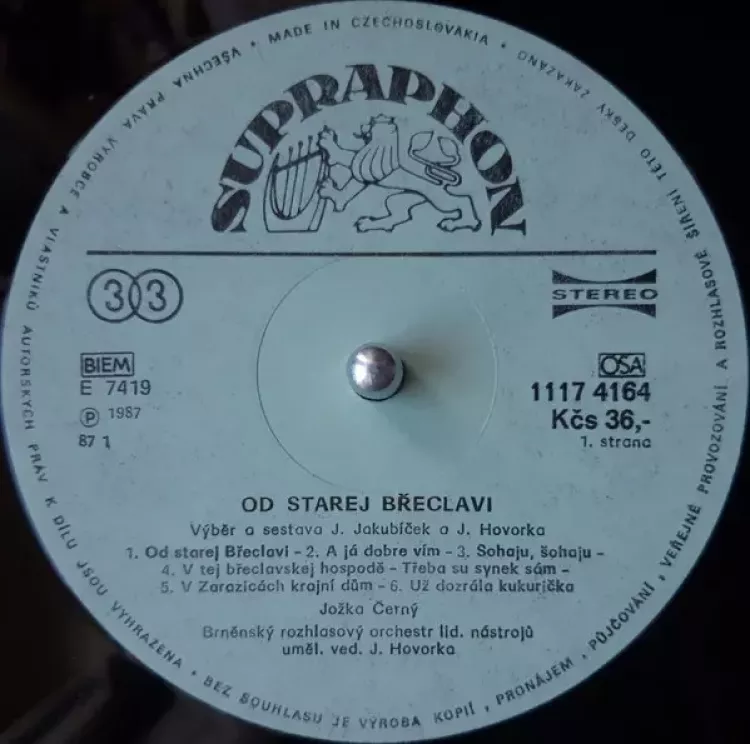 VŠECHNA PRÁVA VÝROBCE A VLASTNÍKŮ AUTORSKÝCH PRÁV K DÍLU JSOU VYHRAZENA · BEZ SOUHLASU JE VÝROBA KOPIÍ, PRONÁJEM, PŮJČOVÁNÍ, VEŘEJNÉ PROVOZOVÁNÍ A ROZHLASOVÉ ŠÍŘENÍ TÉTO DESKY ZAKÁZÁNO · MADE IN CZECHOSLOVAKIA ·
SUPRAPHON
33
STEREO
BIEM
OSA
E 7419
1117 4164
Ⓟ 1987
Kčs 36,-
87 1
1. strana
OD STAREJ BŘECLAVI
Výběr a sestava J. Jakubíček a J. Hovorka
1. Od starej Břeclavi - 2. A já dobre vím - 3. Sohaju, šohaju -
4. V tej břeclavskej hospodě - Třeba su synek sám -
5. V Zarazicách krajní dům - 6. Už dozrála kukurička
Jožka Černý
Brněnský rozhlasový orchestr lid. nástrojů
uměl. ved. J. Hovorka